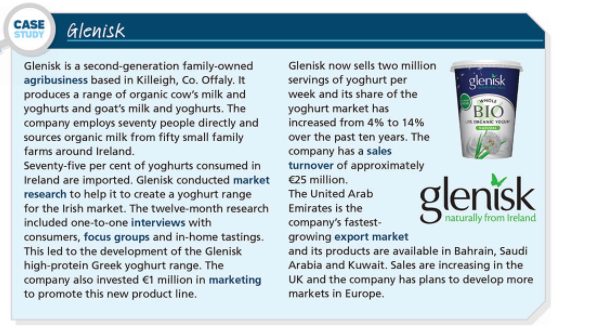 CASE
STUDY
Glenisk
Glenisk is a second-generation family-owned
agribusiness based in Killeigh, Co. Offaly. It
produces a range of organic cow's milk and
yoghurts and goat's milk and yoghurts. The
company employs seventy people directly and
sources organic milk from fifty small family
farms around Ireland.
Seventy-five per cent of yoghurts consumed in
Ireland are imported. Glenisk conducted market
research to help it to create a yoghurt range
for the Irish market. The twelve-month research
included one-to-one interviews with
consumers, focus groups and in-home tastings.
This led to the development of the Glenisk
high-protein Greek yoghurt range. The
company also invested €1 million in marketing
to promote this new product line.
Glenisk now sells two million
servings of yoghurt per
week and its share of the
yoghurt market has
increased from 4% to 14%
over the past ten years. The
company has a sales
turnover of approximately
€25 million.
The United Arab
Emirates is the
company's fastest-
growing export market
and its products are available in Bahrain, Saudi
Arabia and Kuwait. Sales are increasing in the
UK and the company has plans to develop more
markets in Europe.
glenisk
WHOLE
BIO
ORGANIC YOGURT
glenisk
naturally from Ireland